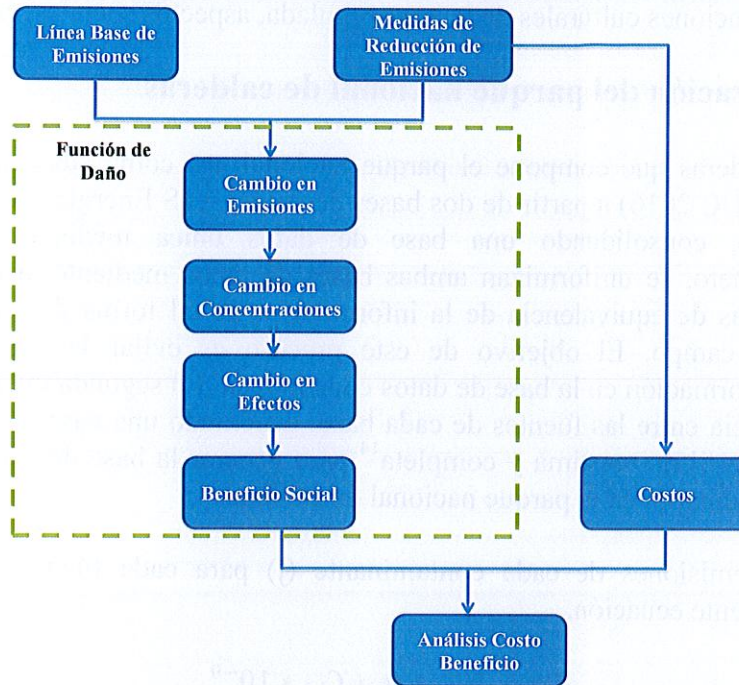 Línea Base de
Emisiones
Medidas de
Reducción de
Emisiones
Función de
Daño
Cambio en
Emisiones
Cambio en
Concentraciones
Cambio en
Efectos
Beneficio Social
Costos
Análisis Costo
Beneficio